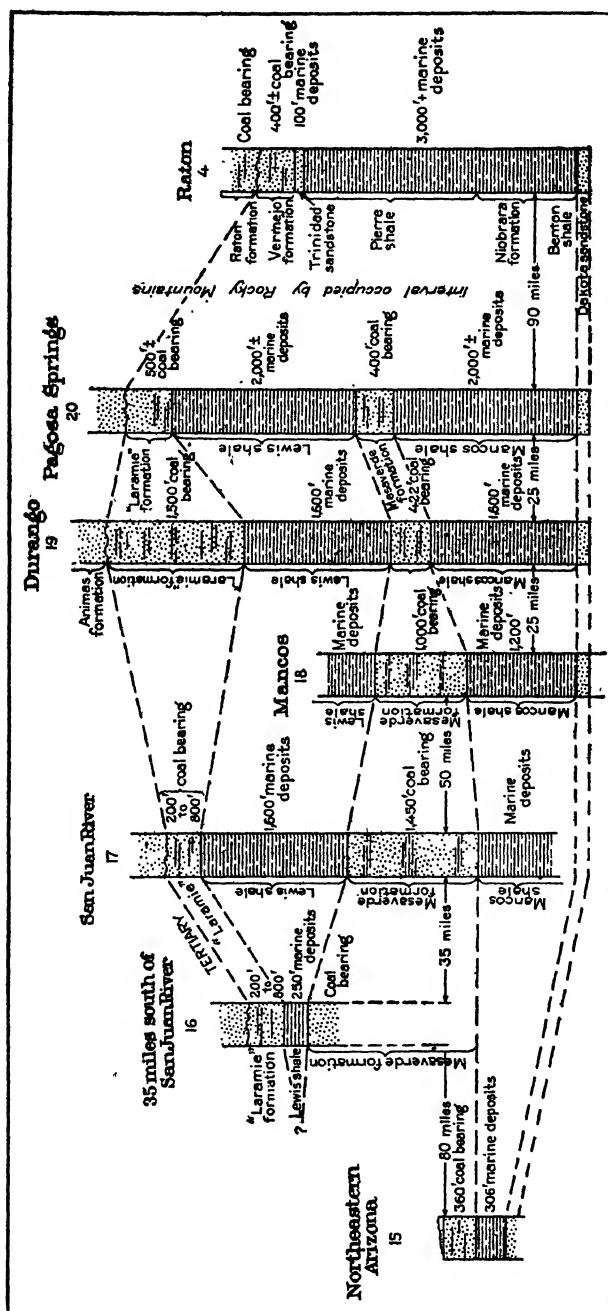 Northeastern
Arizona
15
360' coal bearing
306' marine deposits
80 miles
35 miles south of
San Juan River
16
"Laramie"
formation
200'
to
800'
?
Lewis shale
250' marine deposits
Coal bearing
Mesaverde formation
35 miles
San Juan River
17
TERTIARY
"Laramie"
200'
to
800'
coal bearing
Lewis shale
1,600' marine deposits
Mesaverde
formation
1,450' coal bearing
Mancos
shale
Marine
deposits
50 miles
Mancos
18
Lewis
shale
Marine deposits
Mesaverde
formation
1,000' coal bearing
Mancos shale
Marine
deposits
1,200'
25 miles
Durango
19
Animas
formation
"Laramie" formation
1,500' coal bearing
Lewis shale
1,600' marine
deposits
Mesaverde
formation
422' coal
bearing
Mancos shale
marine
deposits
25 miles
Pagosa Springs
20
"Laramie"
formation
500'±
coal
bearing
Lewis shale
2,000'±
marine
deposits
400' coal
bearing
Mancos shale
2,000'±
marine
deposits
90 miles
Interval occupied by Rocky Mountains
Raton
4
Raton
formation
Coal bearing
Vermejo
formation
400'± coal
bearing
Trinidad
sandstone
100' marine
deposits
Pierre
shale
Niobrara
formation
3,000'+ marine
deposits
Benton
shale
Dakota sandstone